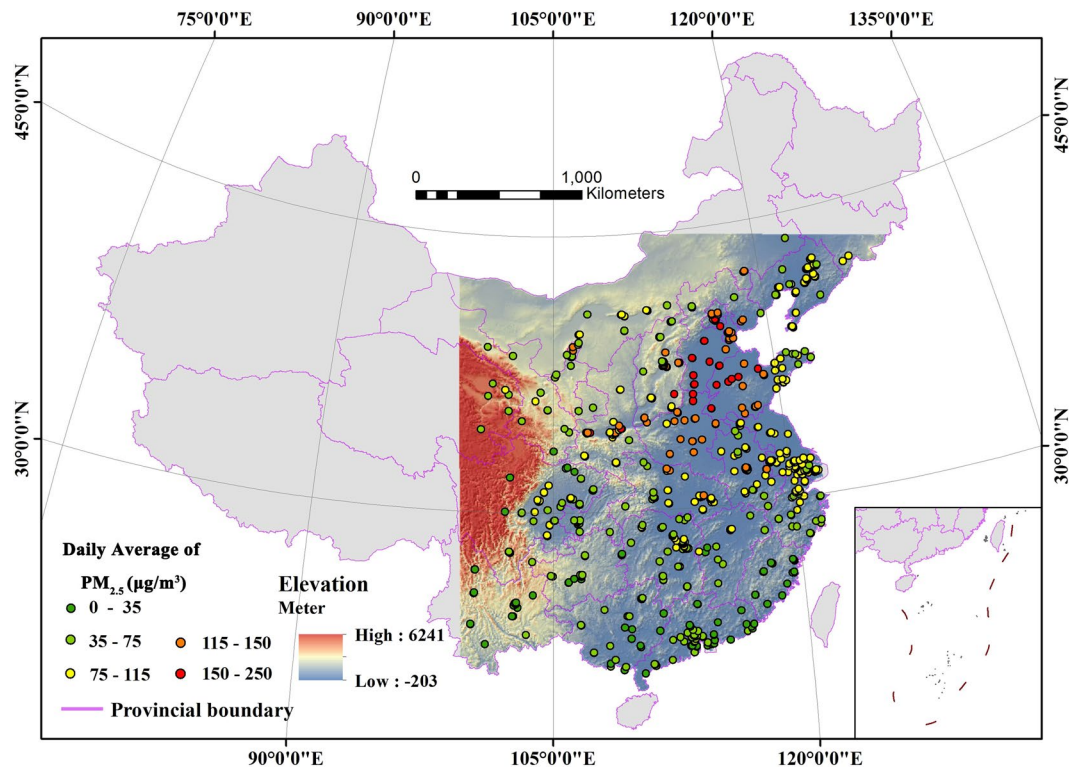 75°0'0"E 90°0'0"E 105°0'0"E 120°0'0"E 135°0'0"E
45°0'0"N 45°0'0"N
0 1,000
Kilometers
30°0'0"N 30°0'0"N
Daily Average of
PM2.5 (µg/m³)
0 - 35
35 - 75
75 - 115
115 - 150
150 - 250
Provincial boundary
Elevation
Meter
High : 6241
Low : -203
90°0'0"E 105°0'0"E 120°0'0"E